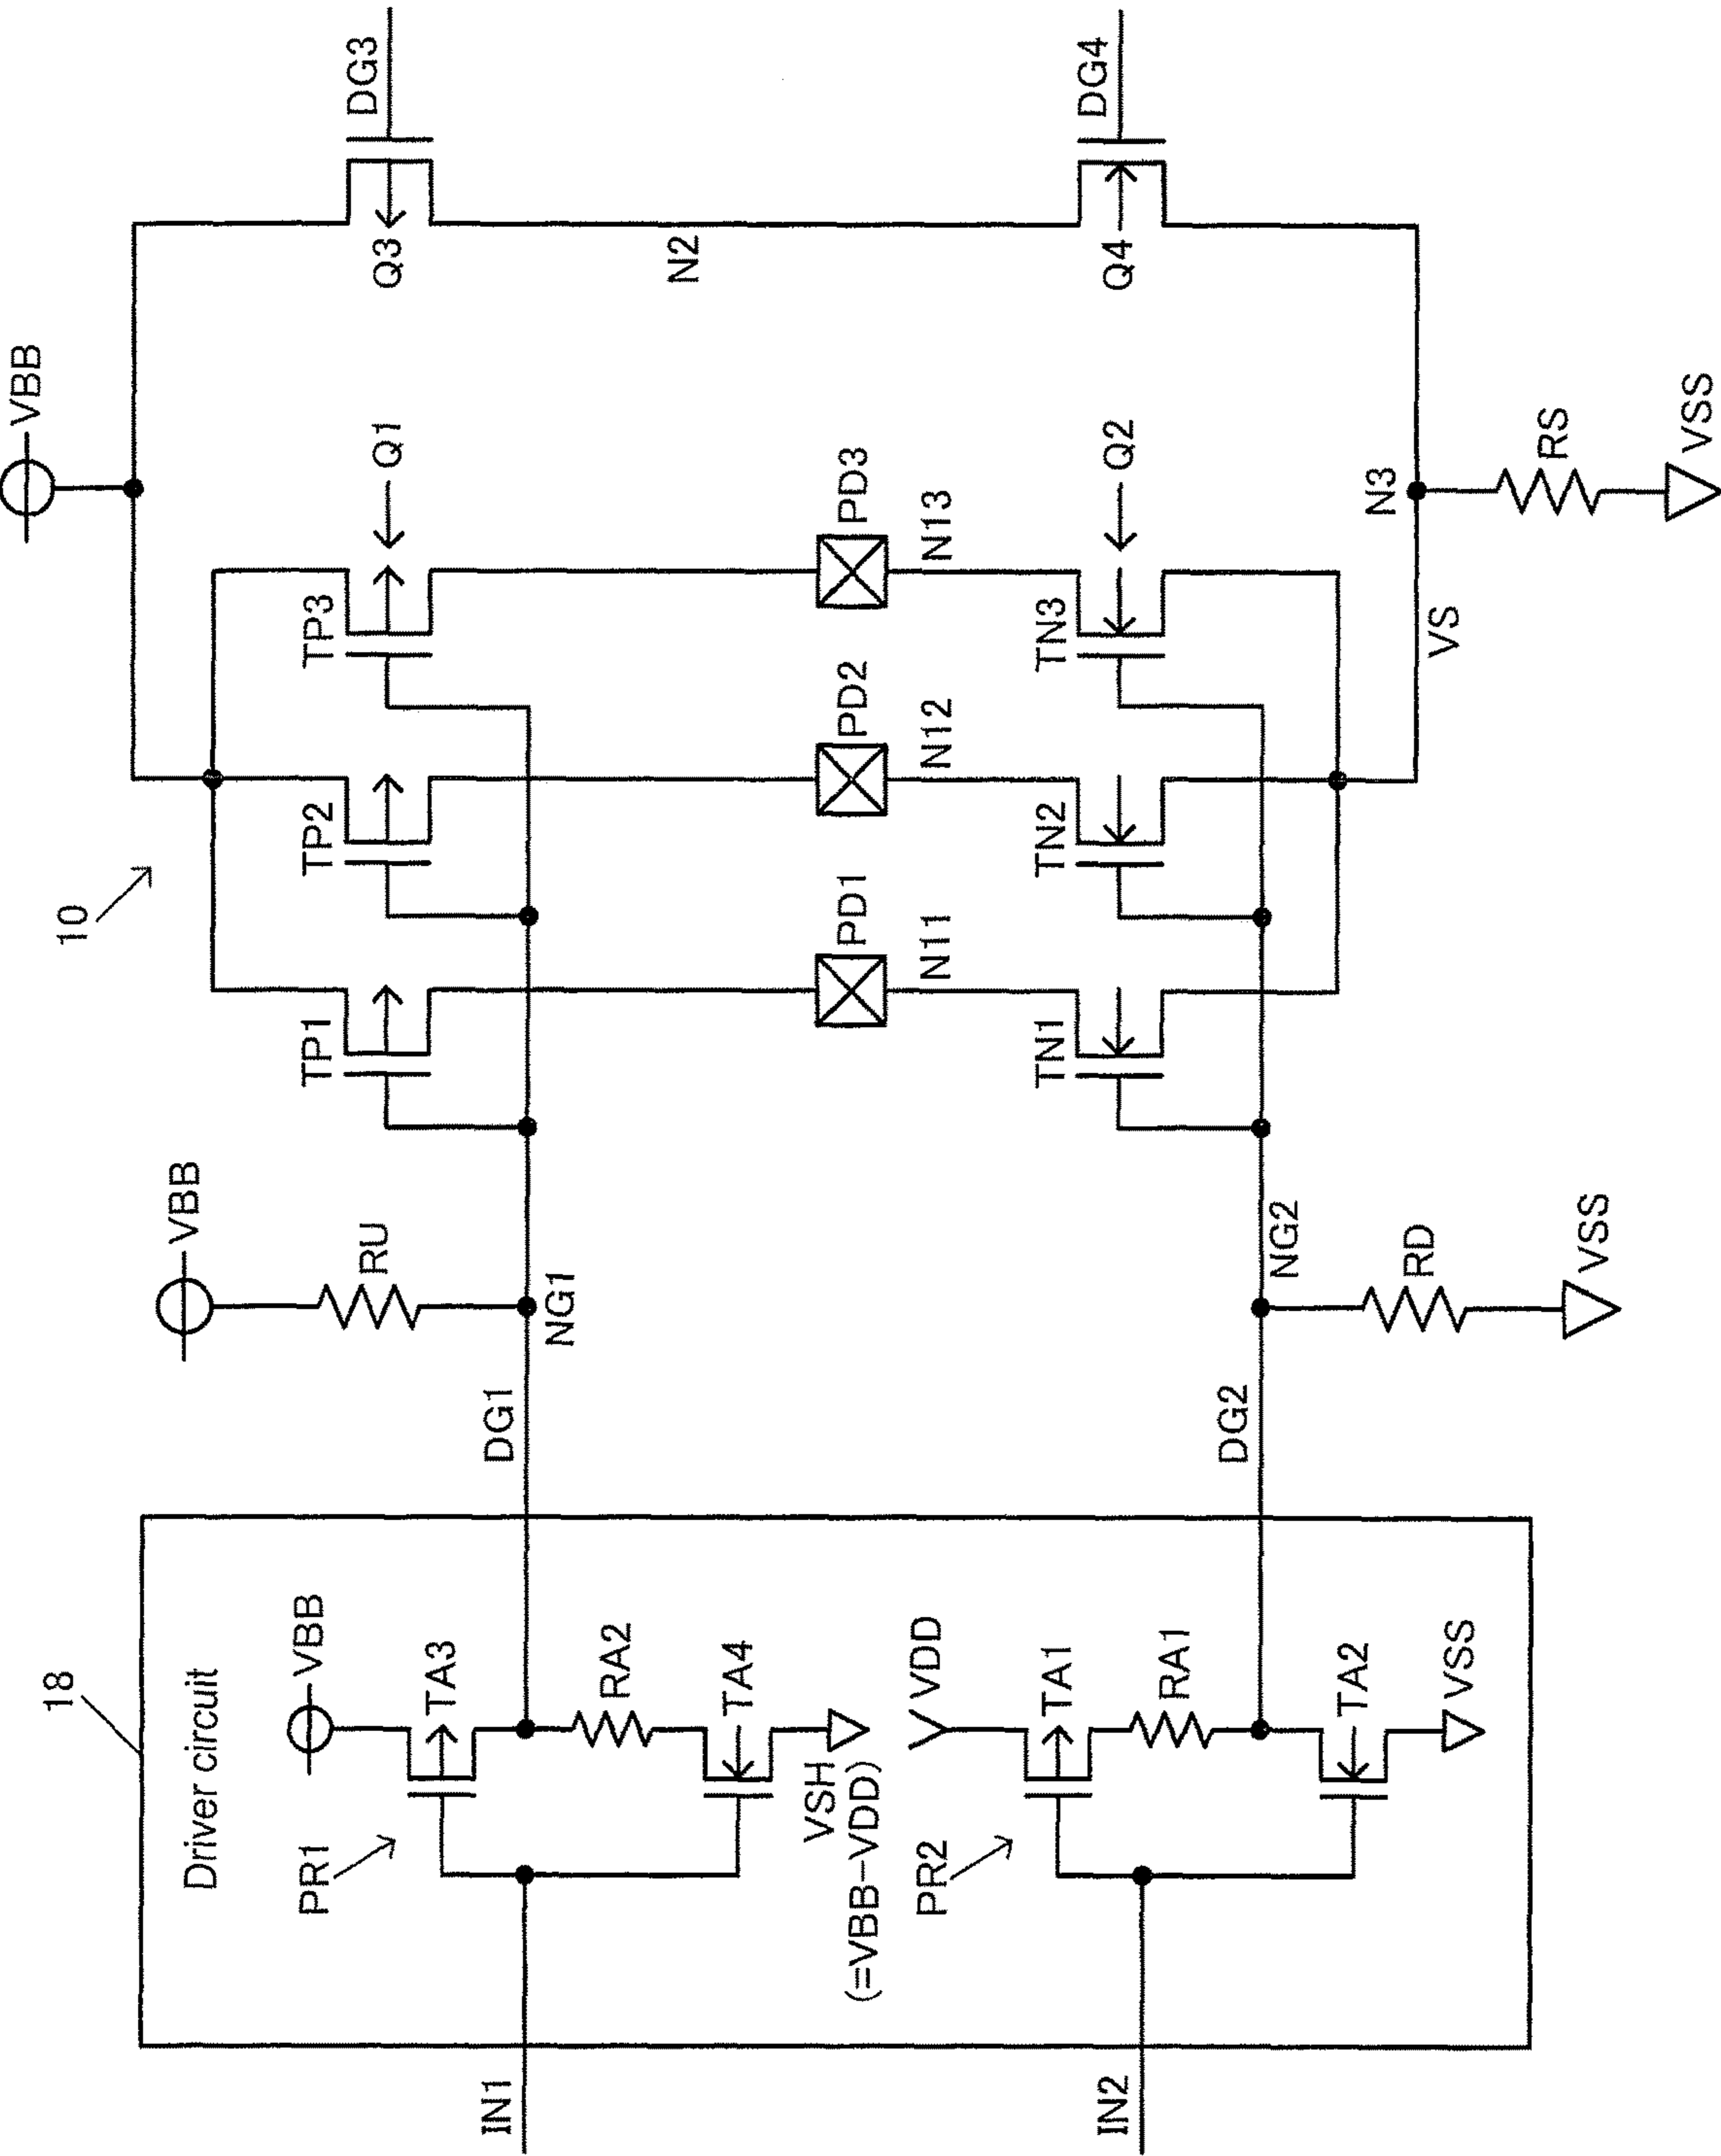 18
Driver circuit
IN1
PR1
VBB
TA3
RA2
TA4
VSH
(=VBB-VDD)
IN2
PR2
VDD
TA1
RA1
TA2
VSS
DG1
DG2
VBB
RU
NG1
NG2
RD
VSS
10
TP1
TP2
TP3
Q1
PD1
PD2
PD3
N11
N12
N13
TN1
TN2
TN3
Q2
VBB
Q3
DG3
N2
Q4
DG4
VS
N3
RS
VSS